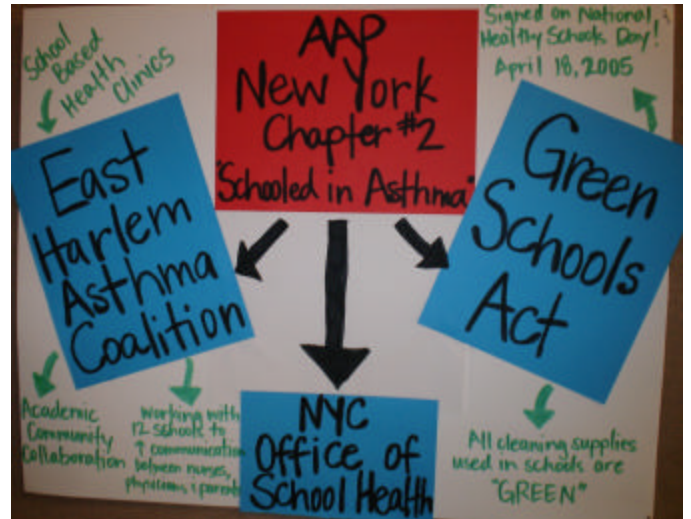 AAP
New York
Chapter #2
"Schooled in Asthma"
School
Based
Health
Clinics
East
Harlem
Asthma
Coalition
Academic
Community
Collaboration
Working with
12 schools to
↑ communication
between nurses,
physicians & parents
NYC
Office of
School Health
Signed on National
Healthy Schools Day!
April 18, 2005
Green
Schools
Act
All cleaning supplies
used in schools are
"GREEN"